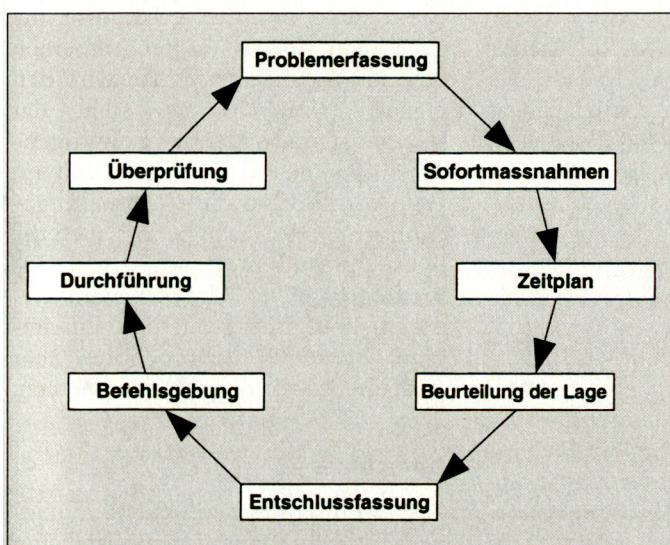 Problemerfassung
Sofortmassnahmen
Zeitplan
Beurteilung der Lage
Entschlussfassung
Befehlsgebung
Durchführung
Überprüfung